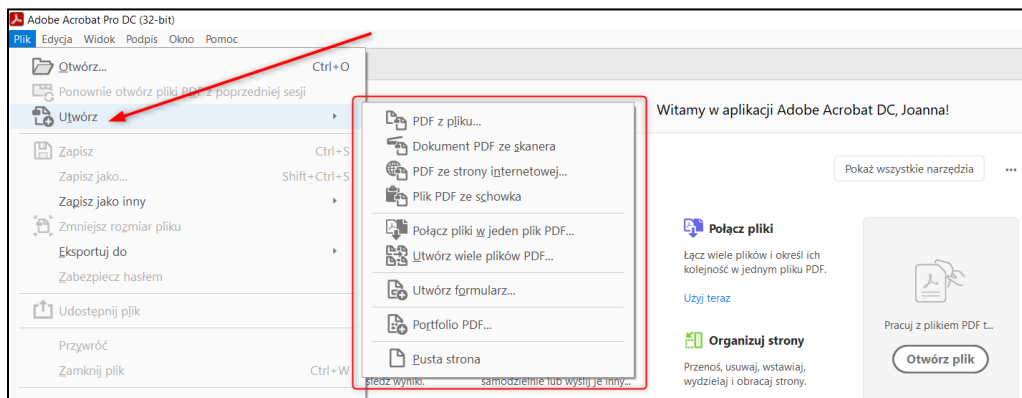 Adobe Acrobat Pro DC (32-bit)
Plik Edycja Widok Podpis Okno Pomoc
Otwórz... Ctrl+O
Ponownie otwórz pliki PDF z poprzedniej sesji
Utwórz
Zapisz Ctrl+S
Zapisz jako... Shift+Ctrl+S
Zapisz jako inny
Zmniejsz rozmiar pliku
Eksportuj do
Zabezpiecz hasłem
Udostępnij plik
Przywróć
Zamknij plik Ctrl+W
PDF z pliku...
Dokument PDF ze skanera
PDF ze strony internetowej...
Plik PDF ze schowka
Połącz pliki w jeden plik PDF...
Utwórz wiele plików PDF...
Utwórz formularz...
Portfolio PDF...
Pusta strona
śledź wyniki. samodzielnie lub wyślij je inny...
Witamy w aplikacji Adobe Acrobat DC, Joanna!
Pokaż wszystkie narzędzia
Połącz pliki
Łącz wiele plików i określ ich
kolejność w jednym pliku PDF.
Użyj teraz
Organizuj strony
Przenoś, usuwaj, wstawiaj,
wydzielaj i obracaj strony.
Pracuj z plikiem PDF t...
Otwórz plik